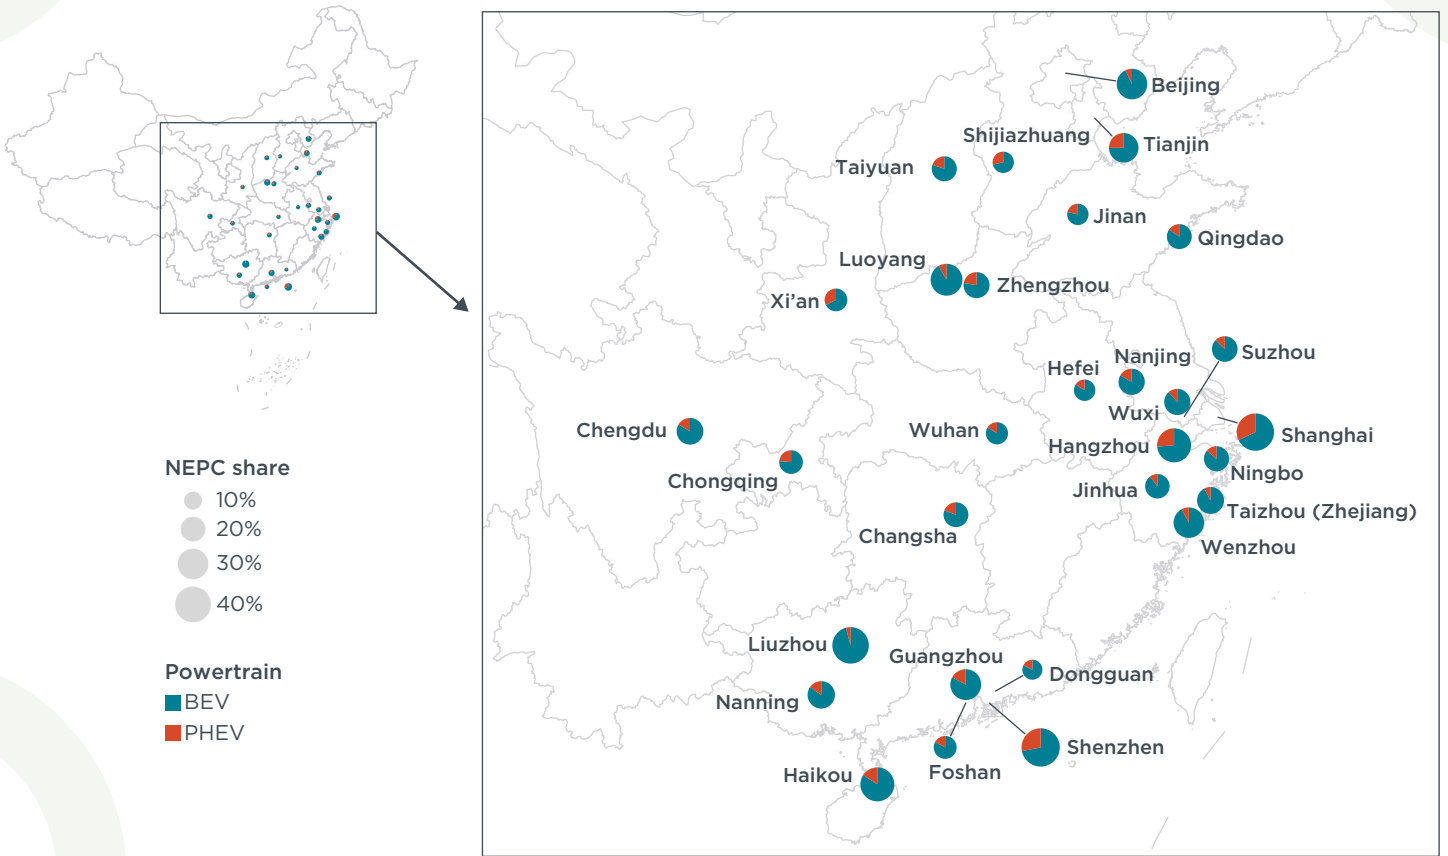 Beijing
Shijiazhuang
Tianjin
Taiyuan
Jinan
Qingdao
Luoyang
Zhengzhou
Xi'an
Suzhou
Nanjing
Hefei
Wuxi
Chengdu
Wuhan
Shanghai
Hangzhou
Ningbo
Chongqing
Jinhua
Taizhou (Zhejiang)
Changsha
Wenzhou
Liuzhou
Guangzhou
Dongguan
Nanning
Shenzhen
Foshan
Haikou
NEPC share
10%
20%
30%
40%
Powertrain
BEV
PHEV